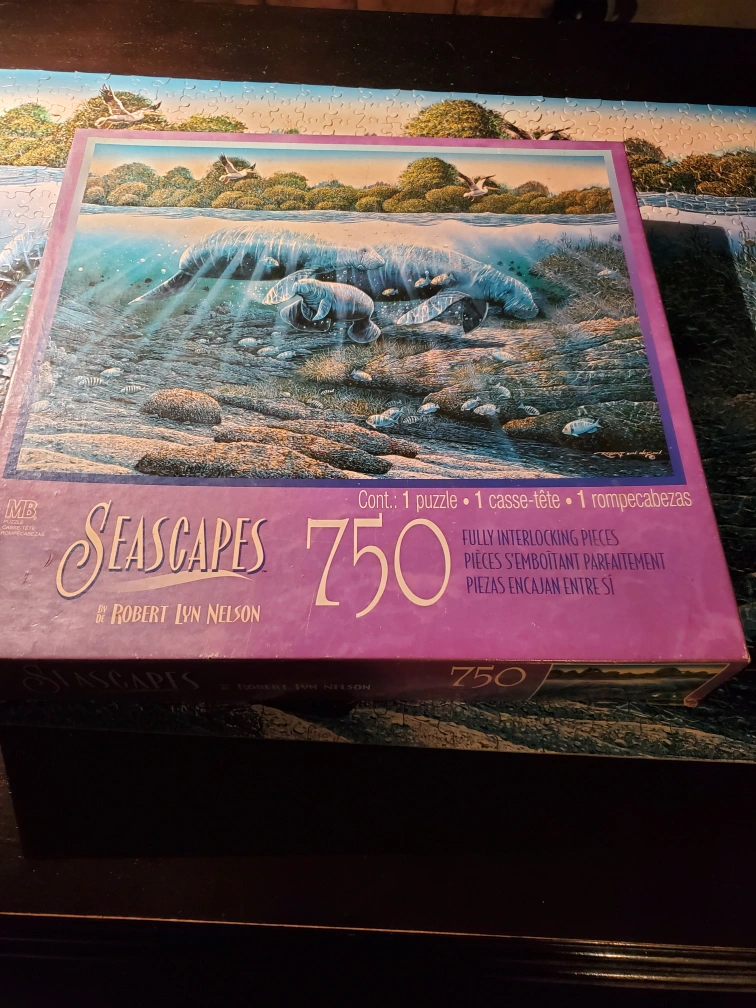 Cont.: 1 puzzle • 1 casse-tête • 1 rompecabezas
MB
PUZZLE
CASSE-TÊTE
ROMPECABEZAS
SEASCAPES
BY
DE
ROBERT LYN NELSON
750
FULLY INTERLOCKING PIECES
PIÈCES S'EMBOÎTANT PARFAITEMENT
PIEZAS ENCAJAN ENTRE SÍ
SEASCAPES
ROBERT LYN NELSON
750